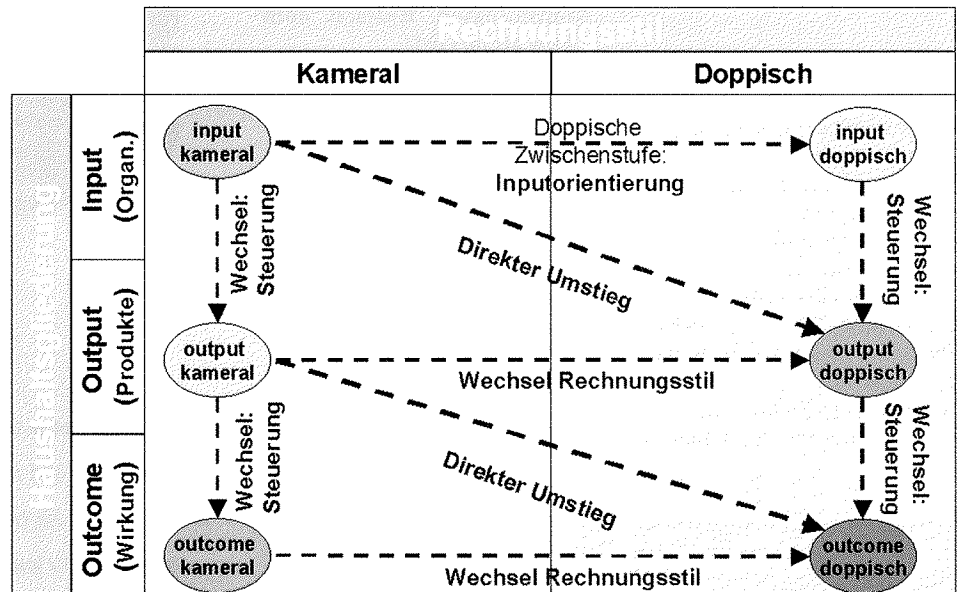 Rechnungsstil
Kameral
Doppisch
Haushaltsgliederung
Input
(Organ.)
input
kameral
Doppische
Zwischenstufe:
Inputorientierung
input
doppisch
Wechsel:
Steuerung
Direkter Umstieg
Wechsel:
Steuerung
Output
(Produkte)
output
kameral
Wechsel Rechnungsstil
output
doppisch
Wechsel:
Steuerung
Direkter Umstieg
Wechsel:
Steuerung
Outcome
(Wirkung)
outcome
kameral
Wechsel Rechnungsstil
outcome
doppisch